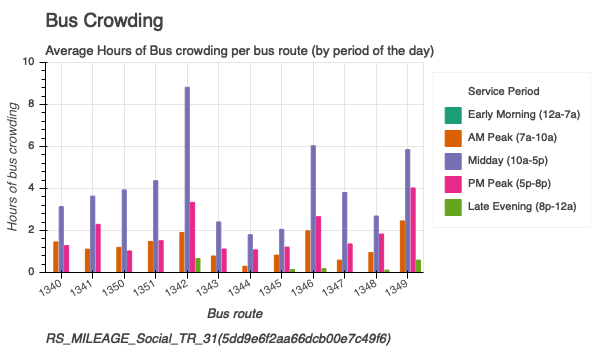 Bus Crowding
Average Hours of Bus crowding per bus route (by period of the day)
10
8
6
4
2
0
Hours of bus crowding
1340 1341 1350 1351 1342 1343 1344 1345 1346 1347 1348 1349
Bus route
Service Period
Early Morning (12a-7a)
AM Peak (7a-10a)
Midday (10a-5p)
PM Peak (5p-8p)
Late Evening (8p-12a)
RS_MILEAGE_Social_TR_31(5dd9e6f2aa66dcb00e7c49f6)